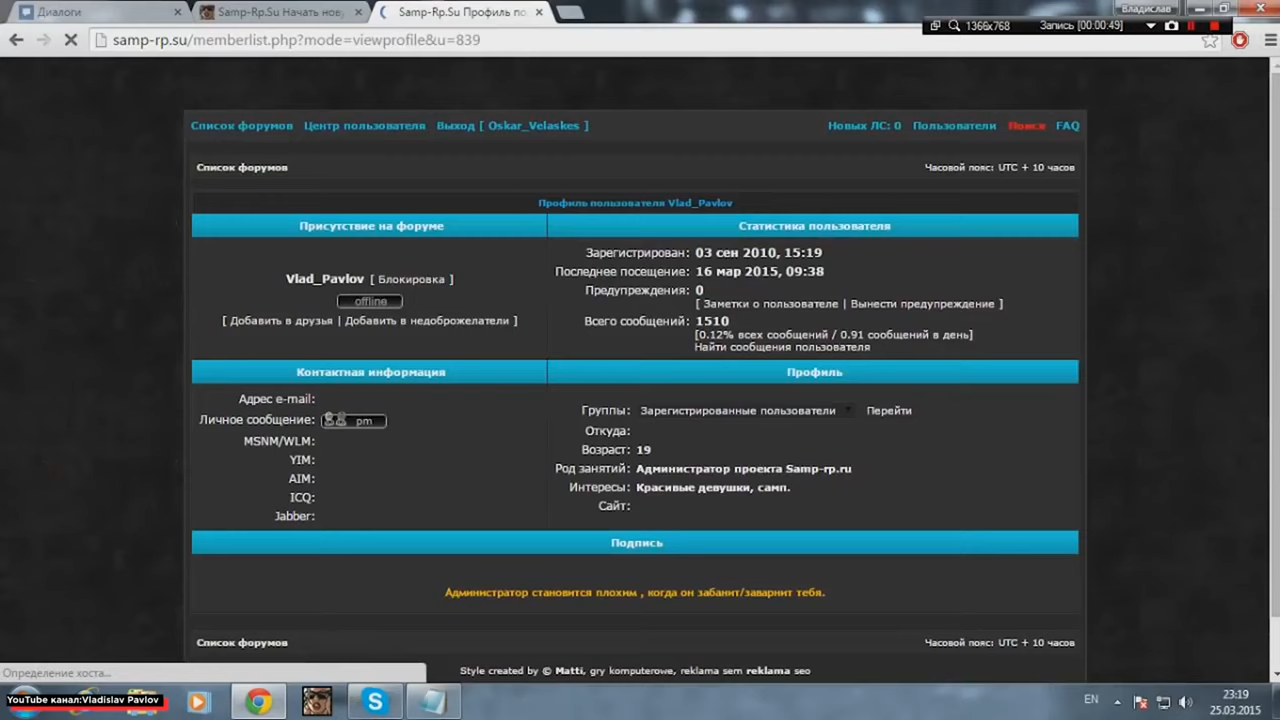 Диалоги
Samp-Rp.Su Начать нов
Samp-Rp.Su Профиль по
Владислав
samp-rp.su/memberlist.php?mode=viewprofile&u=839
1366x768
Запись [00:00:49]
Список форумов
Центр пользователя
Выход [ Oskar_Velaskes ]
Новых ЛС: 0
Пользователи
Поиск
FAQ
Список форумов
Часовой пояс: UTC + 10 часов
Профиль пользователя Vlad_Pavlov
Присутствие на форуме
Статистика пользователя
Vlad_Pavlov [ Блокировка ]
offline
[ Добавить в друзья | Добавить в недоброжелатели ]
Зарегистрирован: 03 сен 2010, 15:19
Последнее посещение: 16 мар 2015, 09:38
Предупреждения: 0
[ Заметки о пользователе | Вынести предупреждение ]
Всего сообщений: 1510
[0.12% всех сообщений / 0.91 сообщений в день]
Найти сообщения пользователя
Контактная информация
Профиль
Адрес e-mail:
Личное сообщение: pm
MSNM/WLM:
YIM:
AIM:
ICQ:
Jabber:
Группы: Зарегистрированные пользователи Перейти
Откуда:
Возраст: 19
Род занятий: Администратор проекта Samp-rp.ru
Интересы: Красивые девушки, самп.
Сайт:
Подпись
Администратор становится плохим , когда он забанит/заварнит тебя.
Список форумов
Часовой пояс: UTC + 10 часов
Определение хоста...
Style created by © Matti, gry komputerowe, reklama sem reklama seo
YouTube канал:Vladislav Pavlov
EN
23:19
25.03.2015